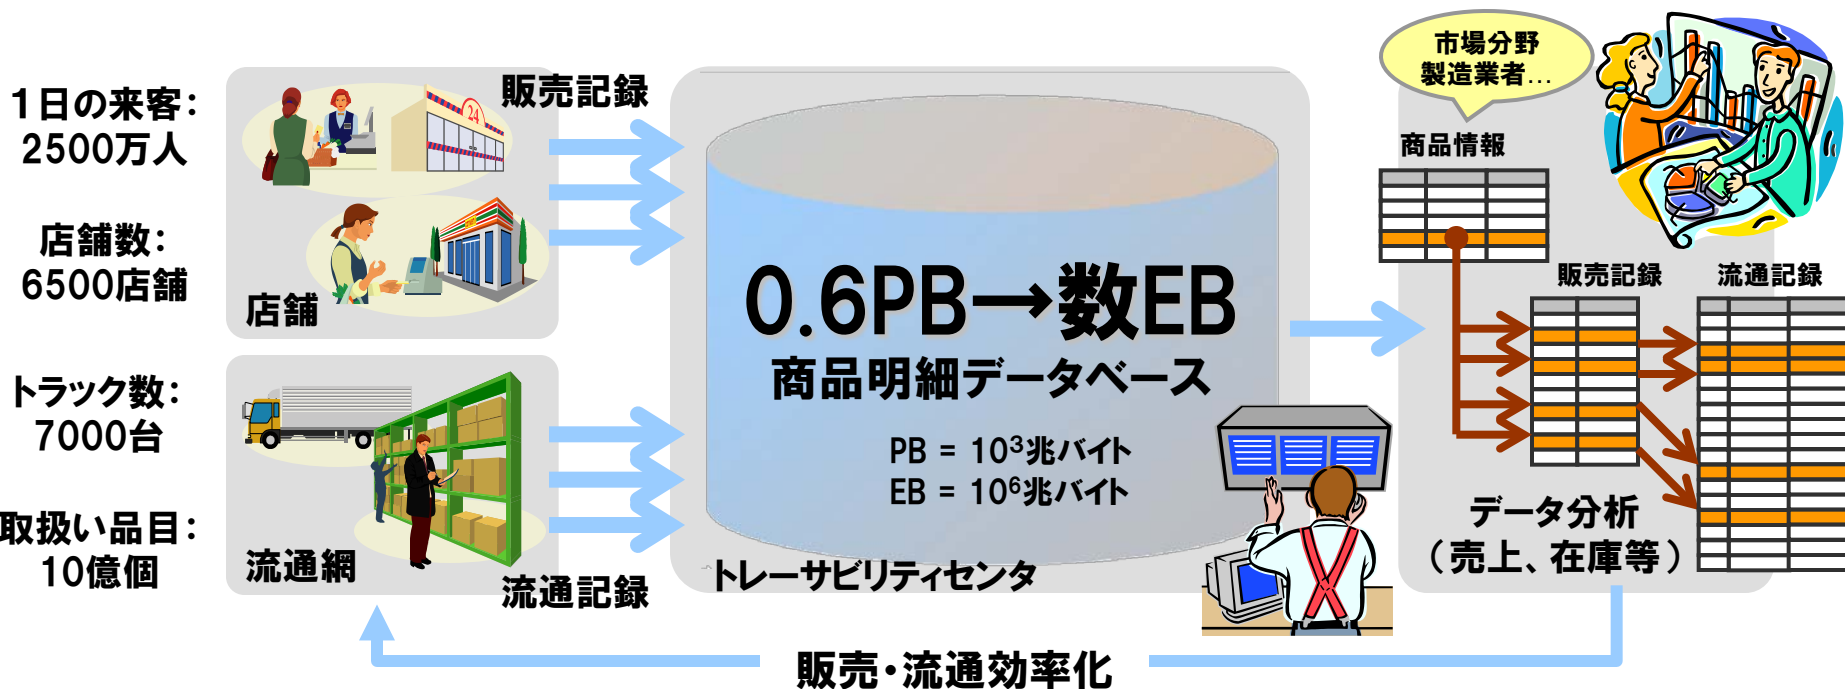 1日の来客：
2500万人
店舗数：
6500店舗
トラック数：
7000台
取扱い品目：
10億個
24
店舗
流通網
販売記録
流通記録
0.6PB→数EB
商品明細データベース
PB = 10³兆バイト
EB = 10⁶兆バイト
トレーサビリティセンタ
市場分野
製造業者…
商品情報
販売記録
流通記録
データ分析
（売上、在庫等）
販売・流通効率化